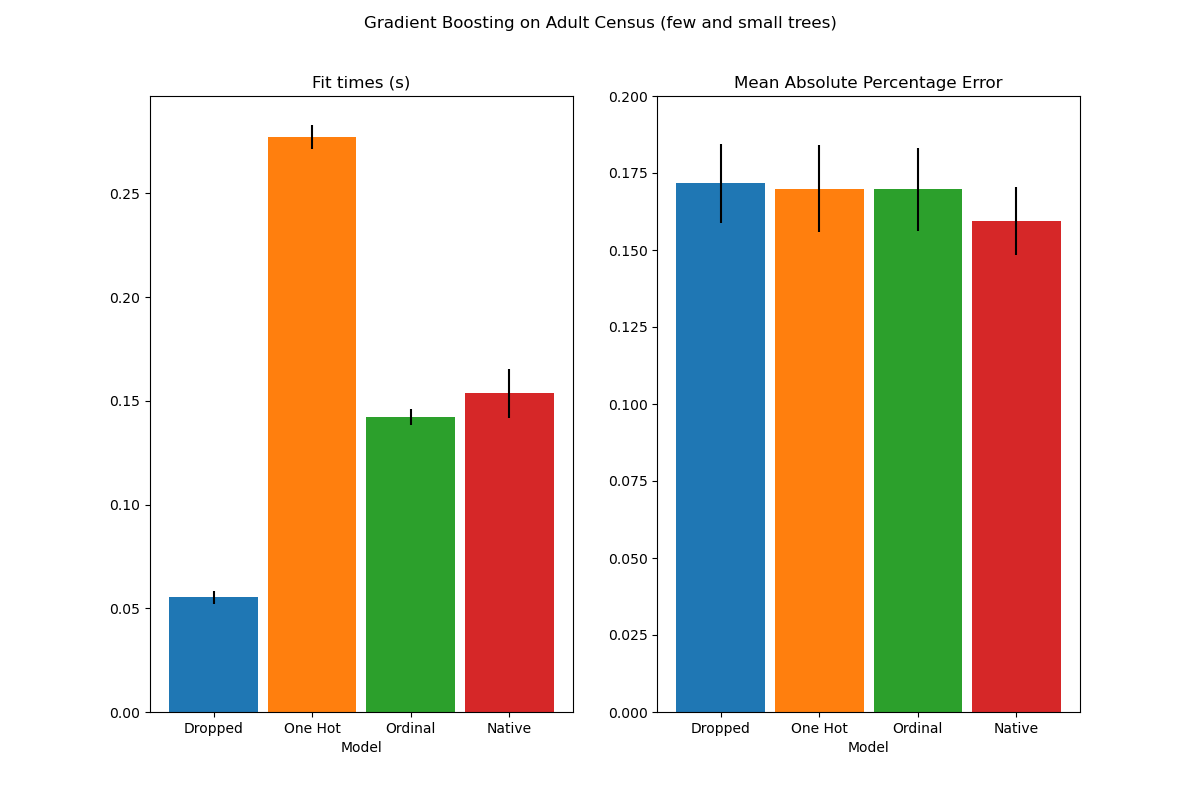 Gradient Boosting on Adult Census (few and small trees)
Fit times (s)
0.25
0.20
0.15
0.10
0.05
0.00
Dropped One Hot Ordinal Native
Model
Mean Absolute Percentage Error
0.200
0.175
0.150
0.125
0.100
0.075
0.050
0.025
0.000
Dropped One Hot Ordinal Native
Model